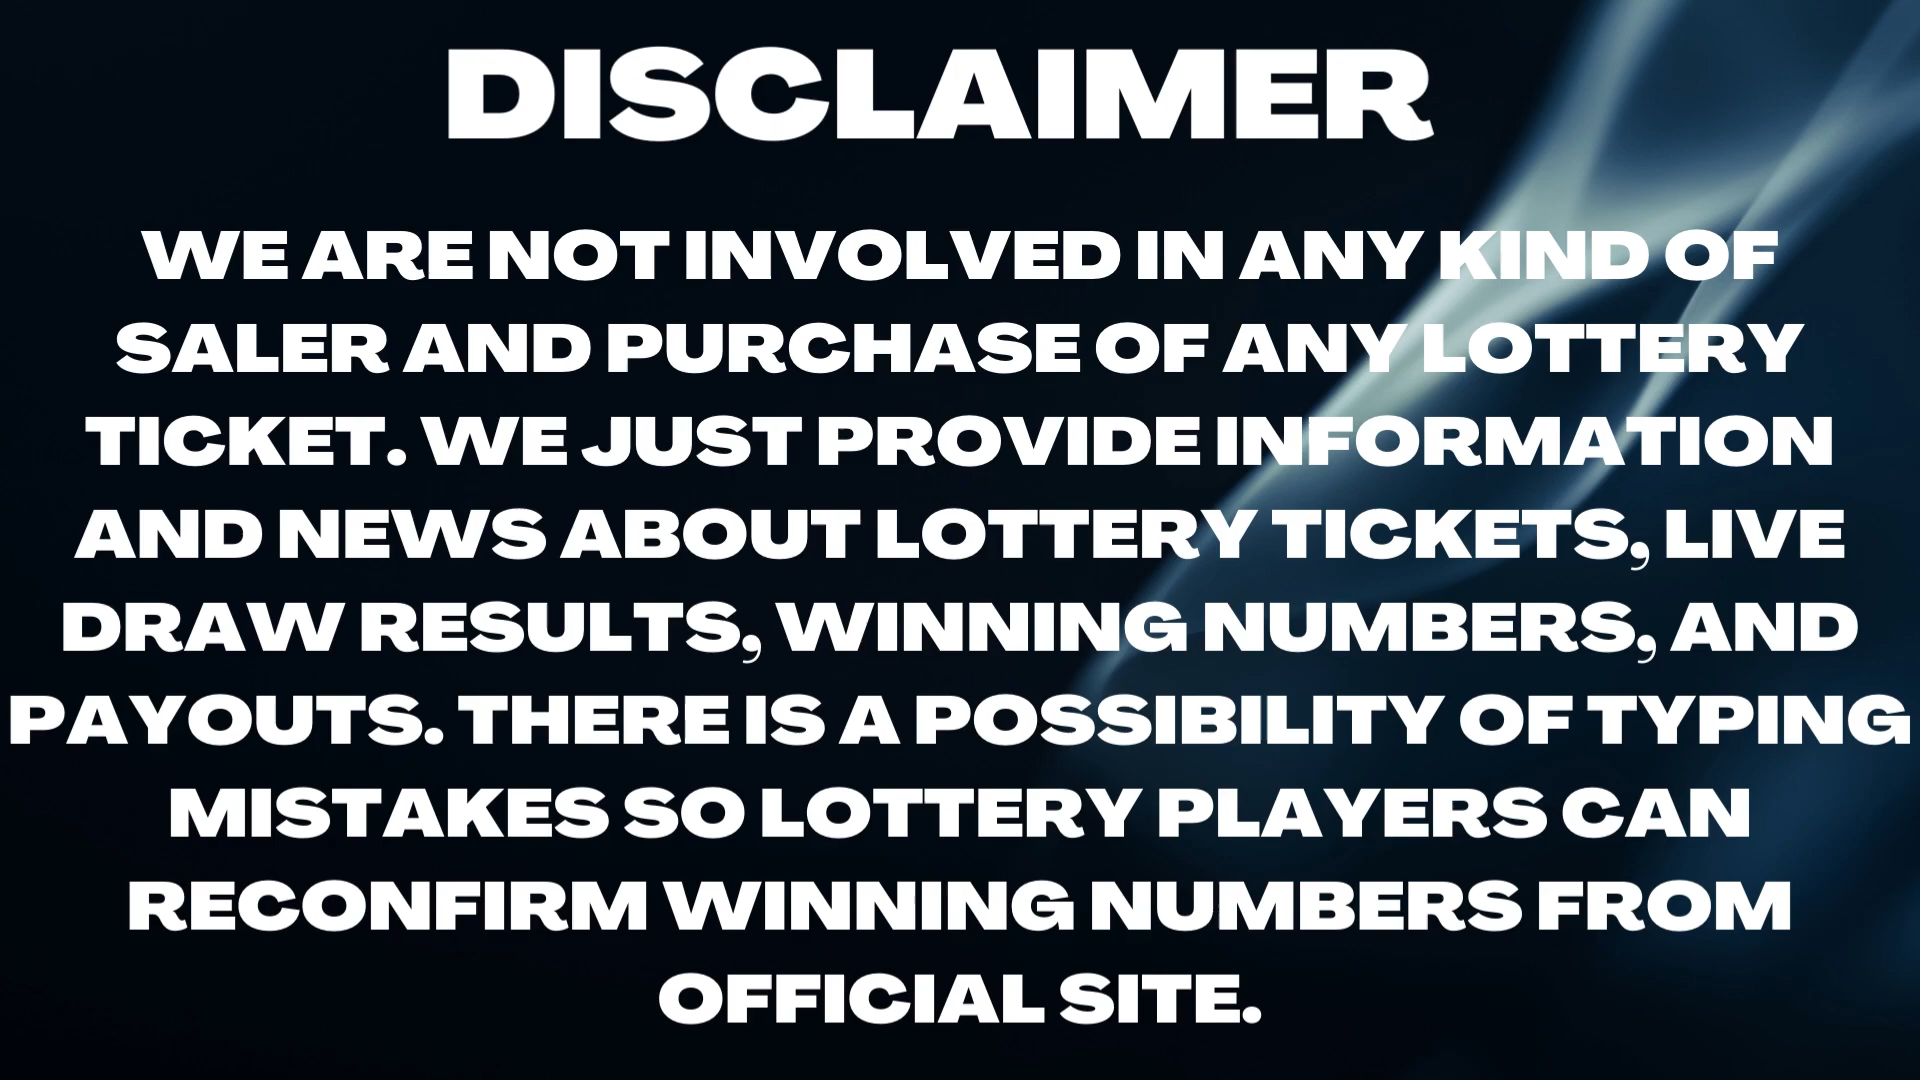 DISCLAIMER
WE ARE NOT INVOLVED IN ANY KIND OF
SALER AND PURCHASE OF ANY LOTTERY
TICKET. WE JUST PROVIDE INFORMATION
AND NEWS ABOUT LOTTERY TICKETS, LIVE
DRAW RESULTS, WINNING NUMBERS, AND
PAYOUTS. THERE IS A POSSIBILITY OF TYPING
MISTAKES SO LOTTERY PLAYERS CAN
RECONFIRM WINNING NUMBERS FROM
OFFICIAL SITE.